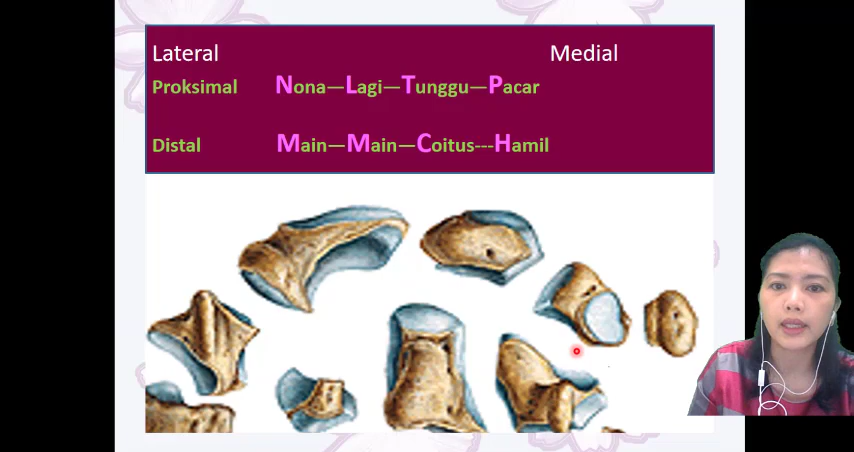 Lateral Medial
Proksimal Nona—Lagi—Tunggu—Pacar
Distal Main—Main—Coitus---Hamil